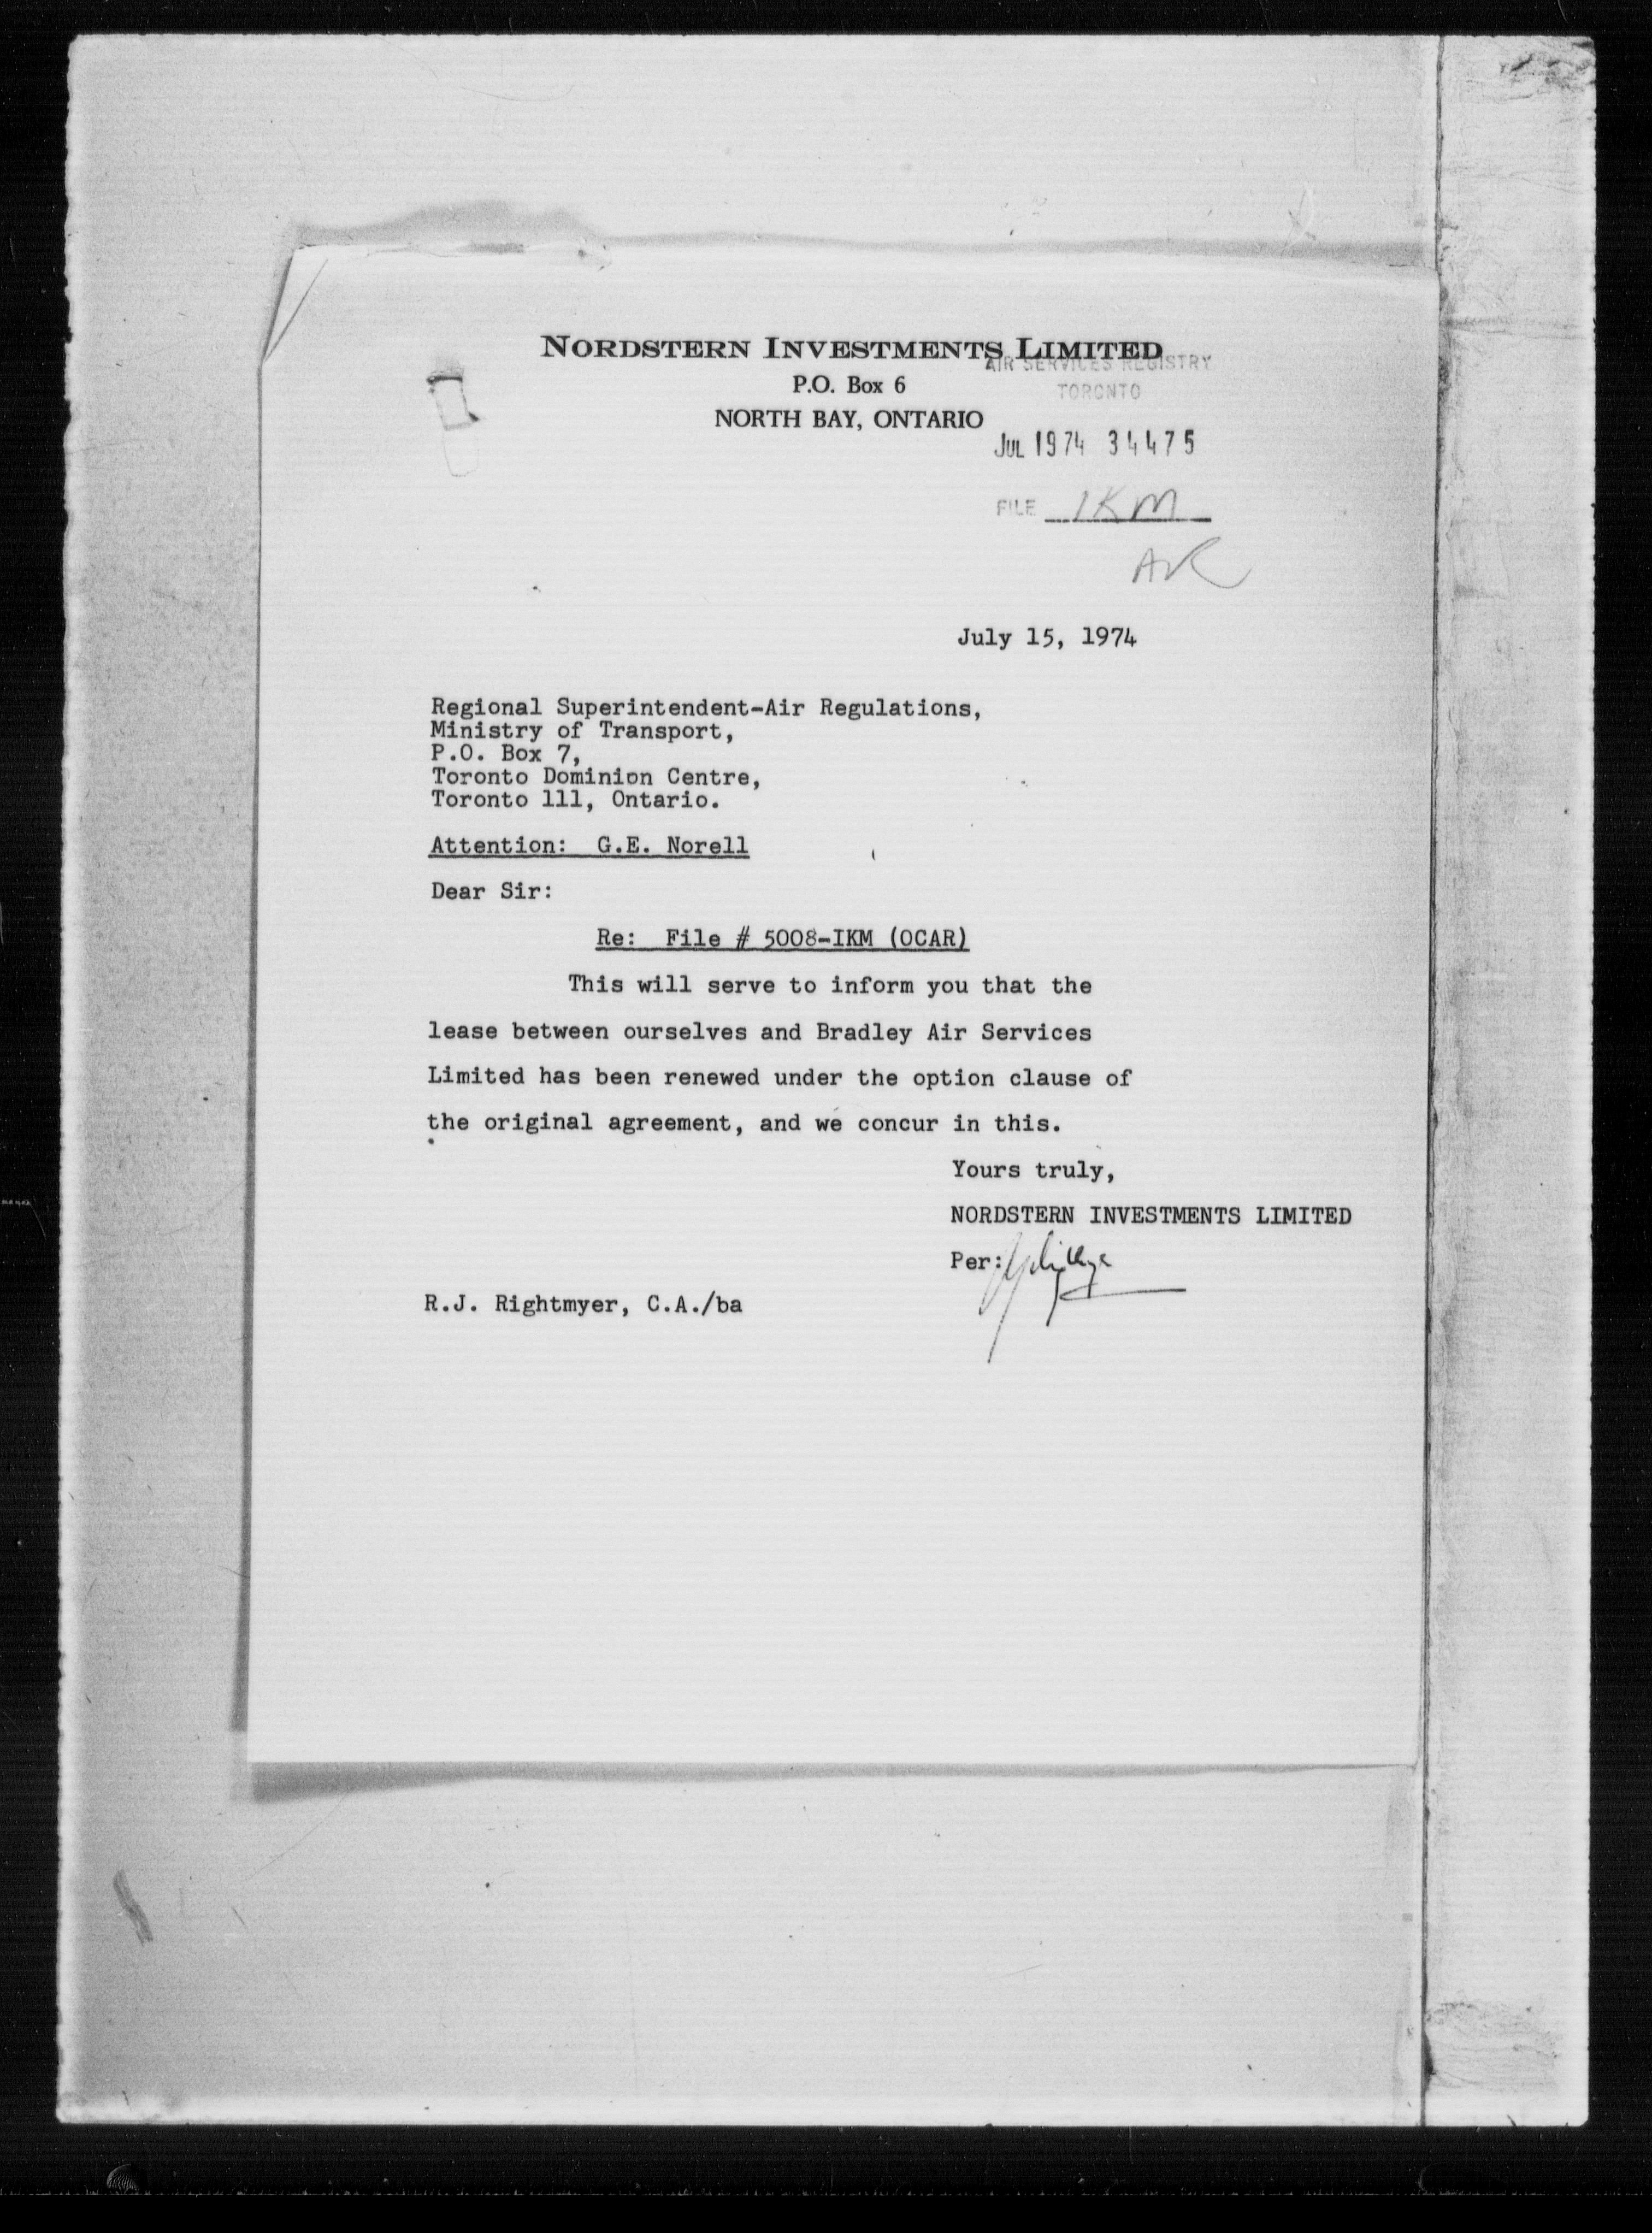 NORDSTERN INVESTMENTS LIMITED
P.O. Box 6
NORTH BAY, ONTARIO
AIR SERVICES REGISTRY
TORONTO
JUL 1974 34475
FILE IKM
AR
July 15, 1974
Regional Superintendent-Air Regulations,
Ministry of Transport,
P.O. Box 7,
Toronto Dominion Centre,
Toronto 111, Ontario.
Attention: G.E. Norell
Dear Sir:
Re: File # 5008-IKM (OCAR)
This will serve to inform you that the
lease between ourselves and Bradley Air Services
Limited has been renewed under the option clause of
the original agreement, and we concur in this.
Yours truly,
NORDSTERN INVESTMENTS LIMITED
Per:
R.J. Rightmyer, C.A./ba